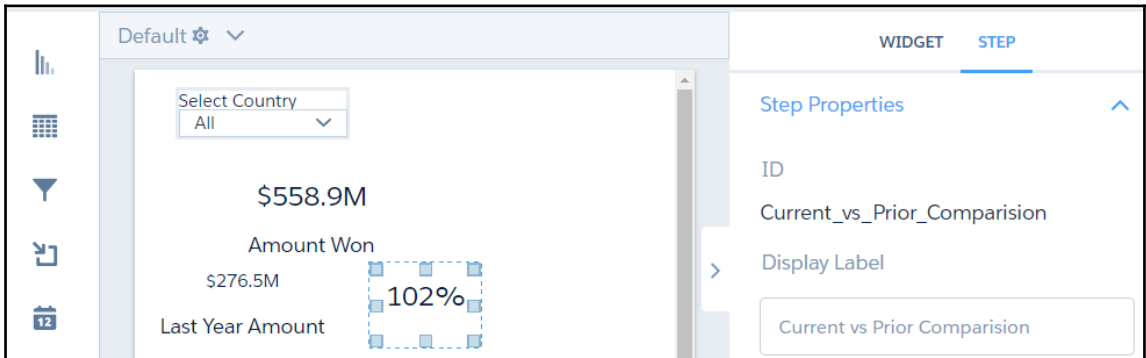 Default
Select Country
All
$558.9M
Amount Won
$276.5M
102%
Last Year Amount
12
WIDGET STEP
Step Properties
ID
Current_vs_Prior_Comparision
Display Label
Current vs Prior Comparision